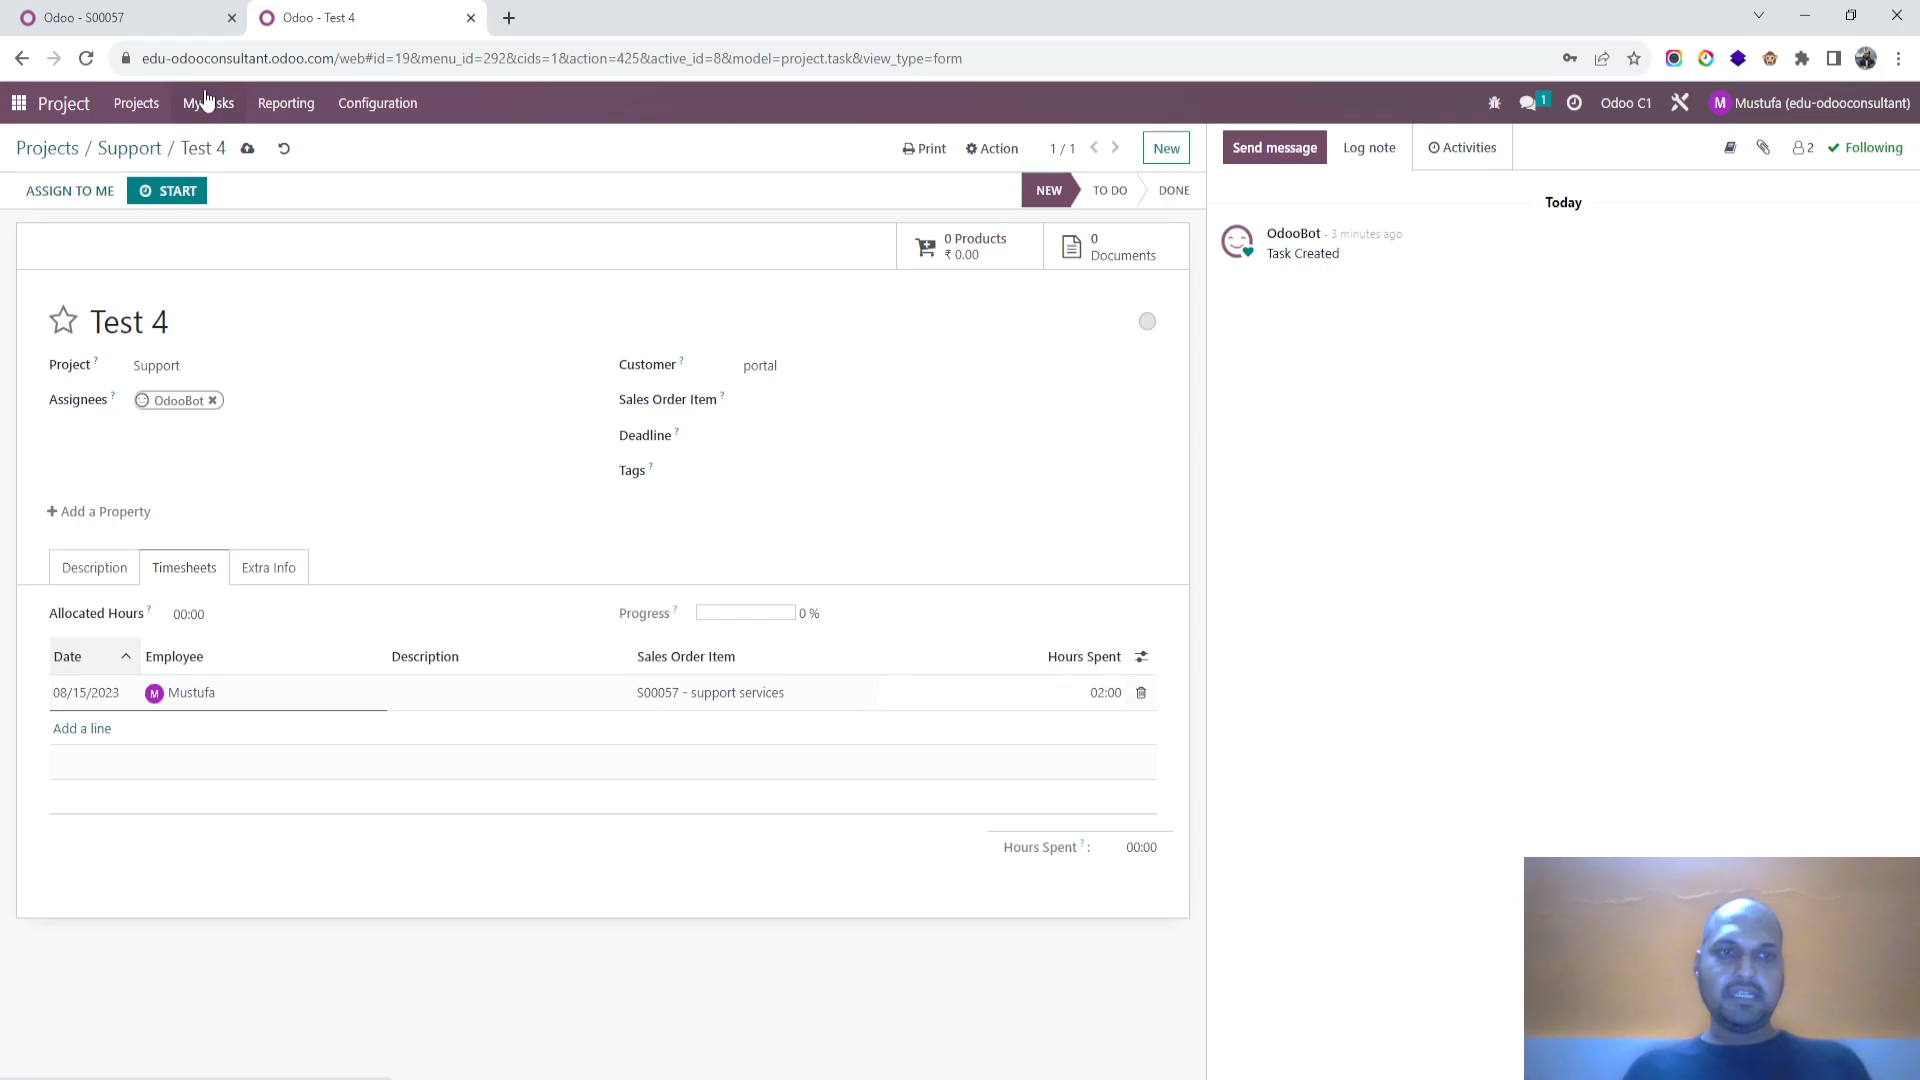 Odoo - S00057
Odoo - Test 4
edu-odooconsultant.odoo.com/web#id=19&menu_id=292&cids=1&action=425&active_id=8&model=project.task&view_type=form
Project Projects Reporting Configuration 1 Odoo C1 M Mustufa (edu-odooconsultant)
Projects / Support / Test 4 Print Action 1 / 1 New
Send message Log note Activities 2 Following
ASSIGN TO ME START NEW TO DO DONE
Today
0 Products
₹ 0.00
0
Documents
OdooBot - 3 minutes ago
Task Created
Test 4
Project ? Support
Customer ? portal
Assignees ? OdooBot
Sales Order Item ?
Deadline ?
Tags ?
+ Add a Property
Description Timesheets Extra Info
Allocated Hours ? 00:00 Progress ? 0 %
Date Employee Description Sales Order Item Hours Spent
08/15/2023 M Mustufa S00057 - support services 02:00
Add a line
Hours Spent ? : 00:00